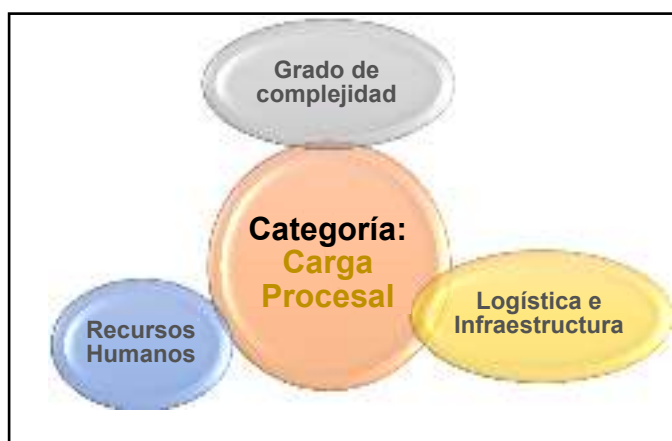 Grado de
complejidad
Categoría:
Carga
Procesal
Recursos
Humanos
Logística e
Infraestructura